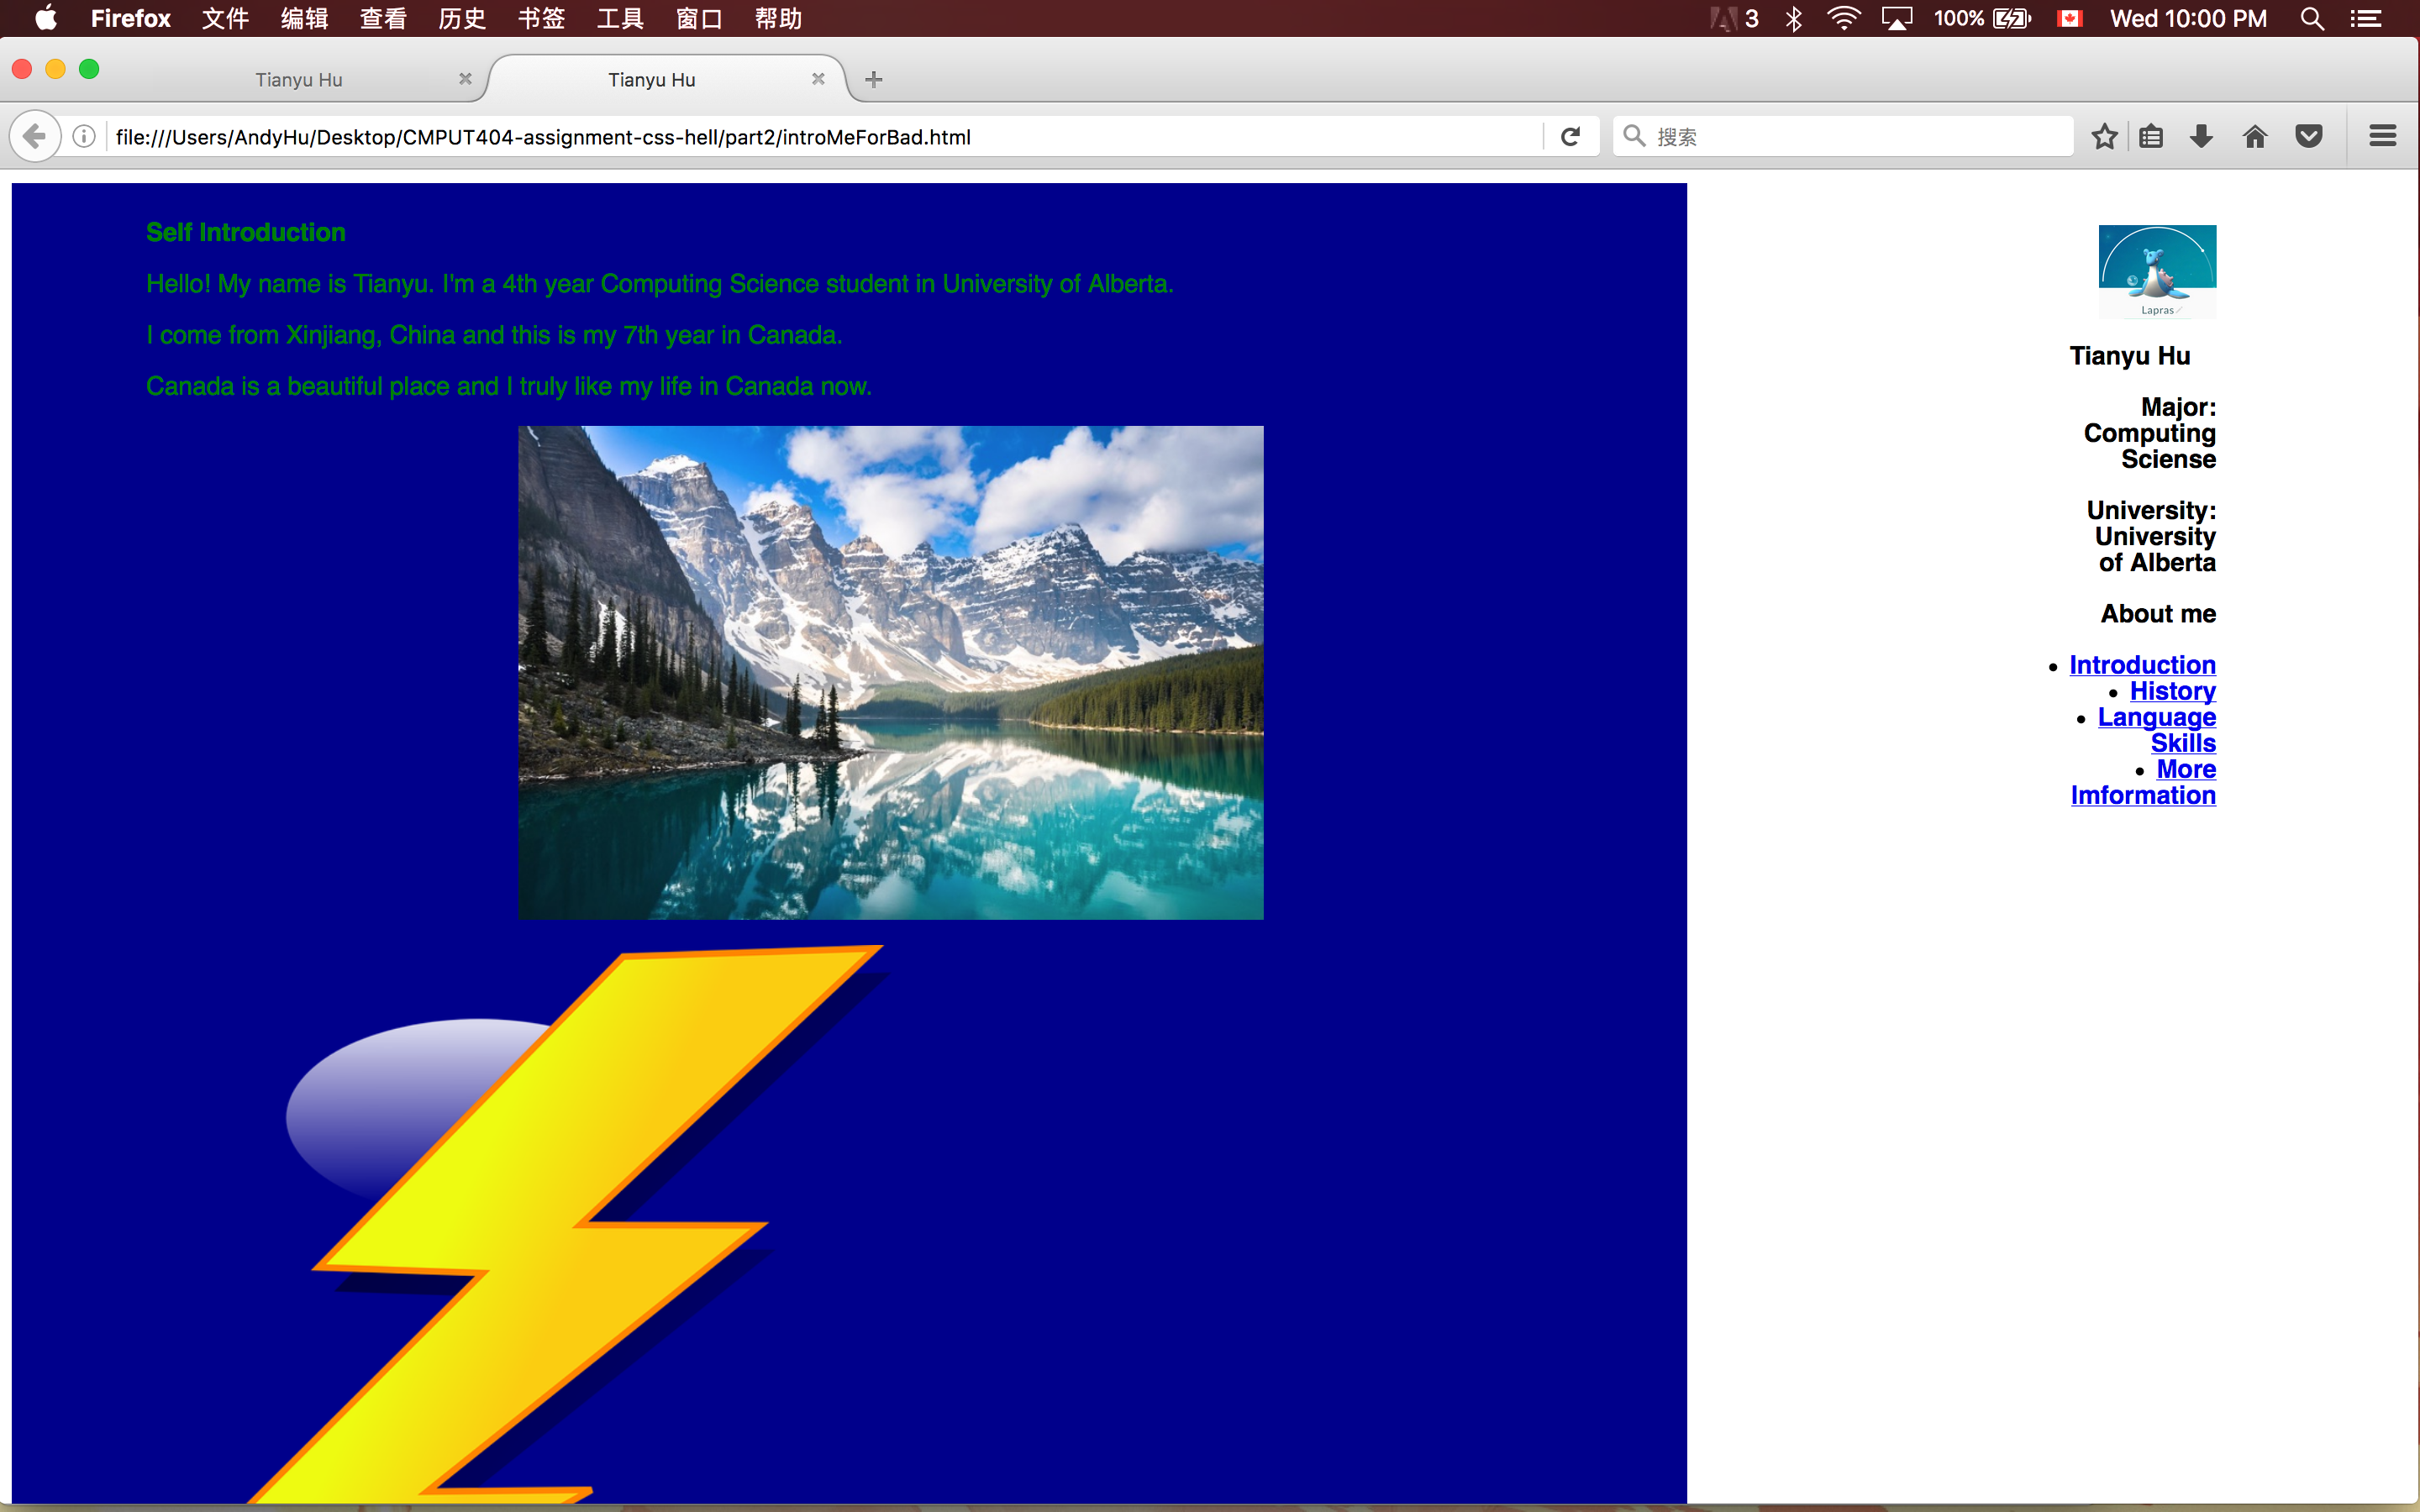 Firefox 文件 编辑 查看 历史 书签 工具 窗口 帮助 3 100% Wed 10:00 PM
Tianyu Hu Tianyu Hu
file:///Users/AndyHu/Desktop/CMPUT404-assignment-css-hell/part2/introMeForBad.html 搜索
Self Introduction
Hello! My name is Tianyu. I'm a 4th year Computing Science student in University of Alberta.
I come from Xinjiang, China and this is my 7th year in Canada.
Canada is a beautiful place and I truly like my life in Canada now.
Lapras
Tianyu Hu
Major:
Computing
Sciense
University:
University
of Alberta
About me
• Introduction
• History
• Language
Skills
• More
Imformation